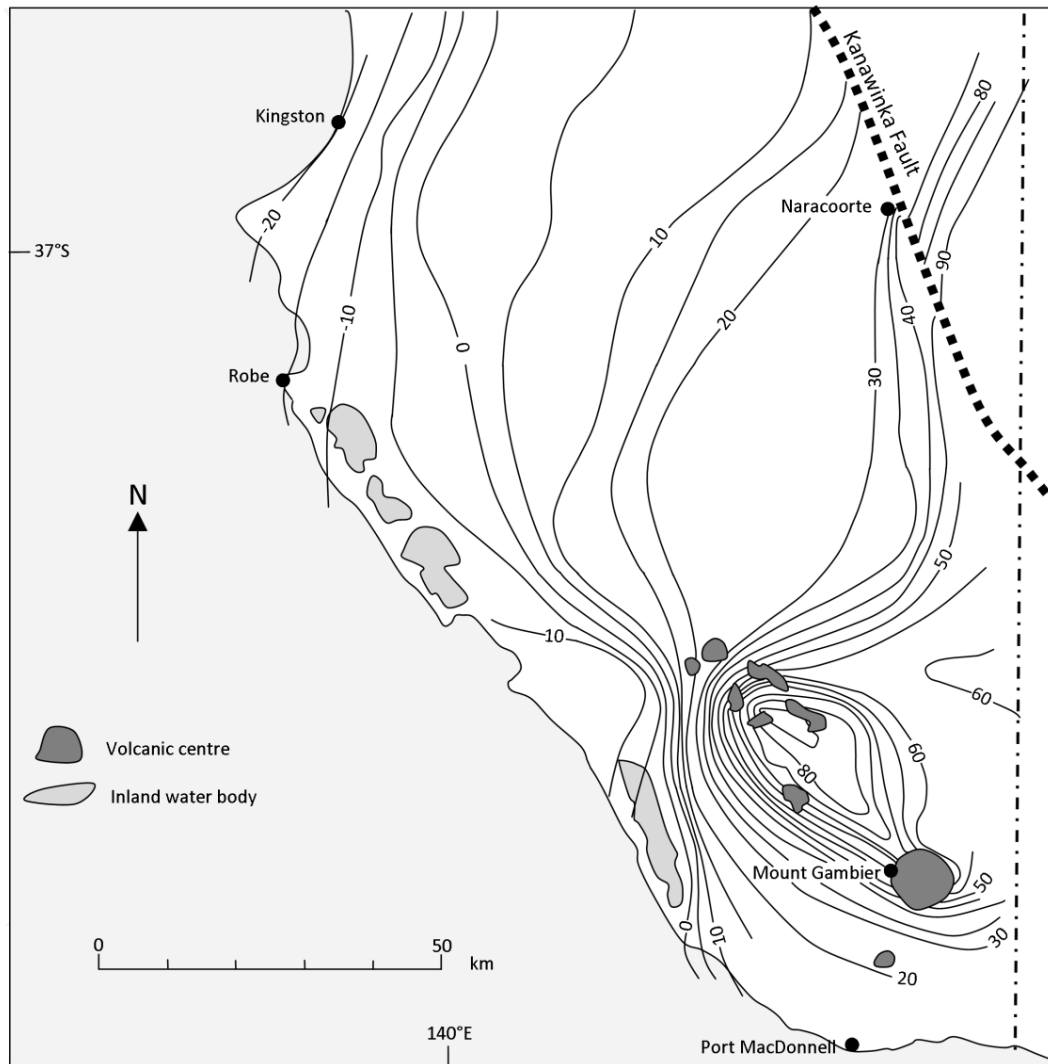 Kanawinka Fault
80
Kingston
Naracoorte
-20
10
37°S
90
-10
20
40
0
30
Robe
N
50
10
60
60
Volcanic centre
80
Inland water body
Mount Gambier
50
0
10
30
0
50
km
20
140°E
Port MacDonnell